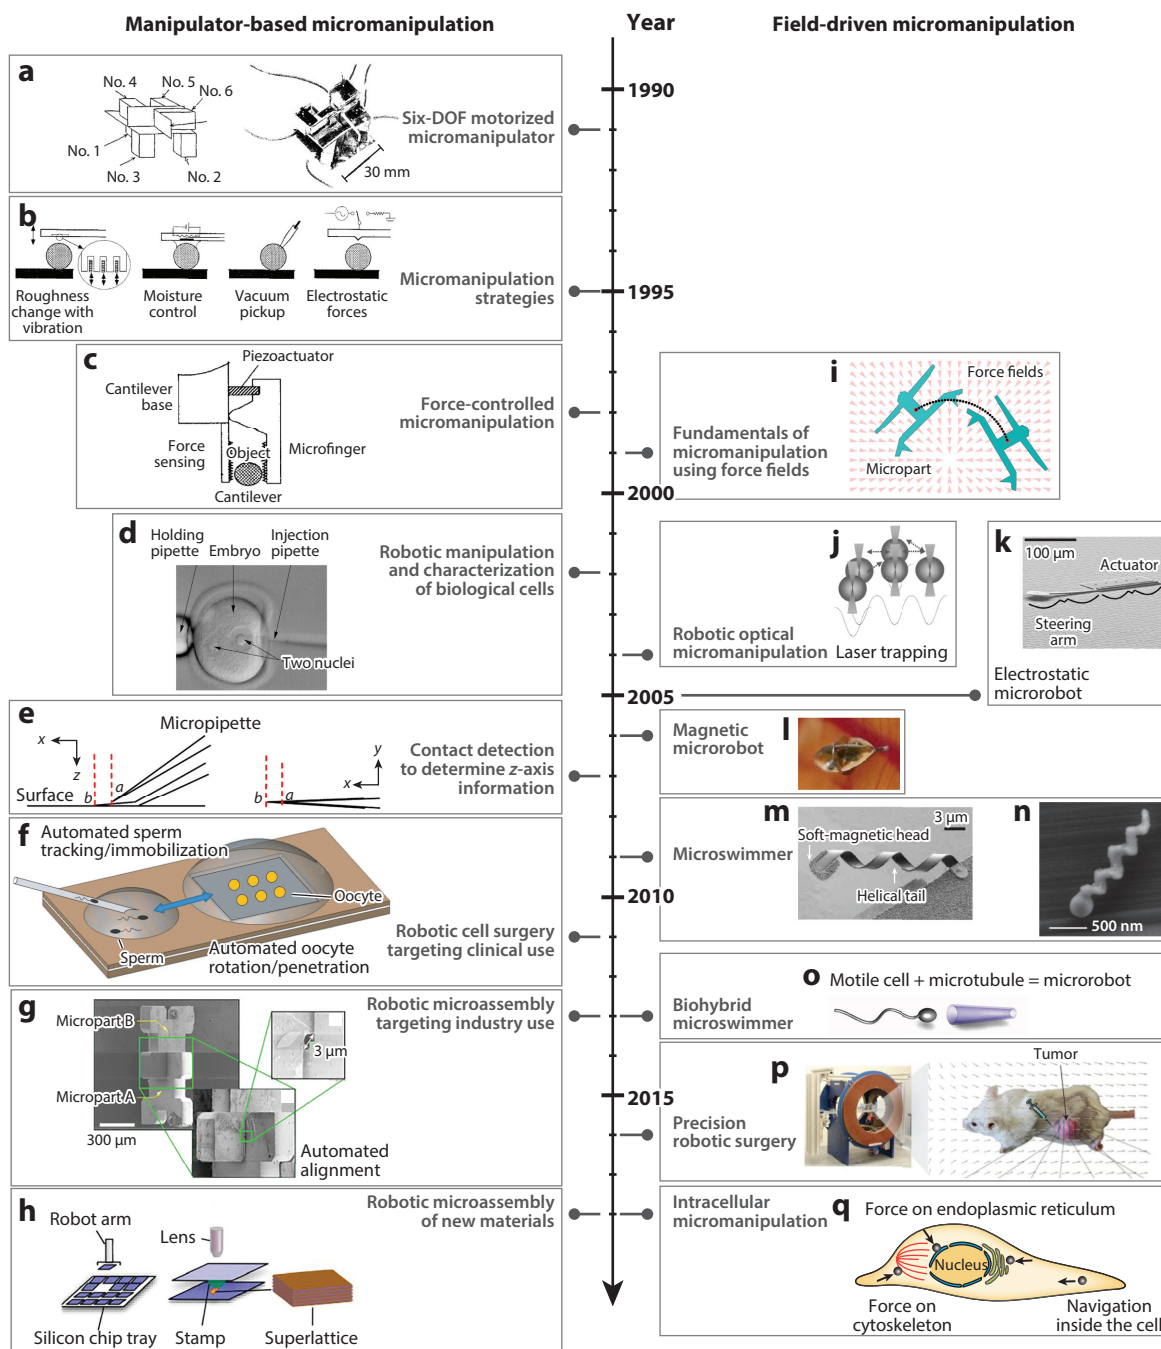 Manipulator-based micromanipulation
Year
Field-driven micromanipulation
a
No. 4
No. 5
No. 6
No. 1
No. 3
No. 2
30 mm
Six-DOF motorized
micromanipulator
1990
b
Roughness
change with
vibration
Moisture
control
Vacuum
pickup
Electrostatic
forces
Micromanipulation
strategies
1995
c
Piezoactuator
Cantilever
base
Force
sensing
Object
Microfinger
Cantilever
Force-controlled
micromanipulation
i
Force fields
Micropart
Fundamentals of
micromanipulation
using force fields
2000
d
Holding
pipette
Embryo
Injection
pipette
Two nuclei
Robotic manipulation
and characterization
of biological cells
j
Laser trapping
Robotic optical
micromanipulation
k
100 µm
Actuator
Steering
arm
Electrostatic
microrobot
2005
e
Micropipette
x
z
Surface
b
a
y
x
b
a
Contact detection
to determine z-axis
information
l
Magnetic
microrobot
f
Automated sperm
tracking/immobilization
Oocyte
Sperm
Automated oocyte
rotation/penetration
Robotic cell surgery
targeting clinical use
m
3 µm
Soft-magnetic head
Helical tail
Microswimmer
n
500 nm
2010
g
Micropart B
Micropart A
300 µm
3 µm
Automated
alignment
Robotic microassembly
targeting industry use
o
Motile cell + microtubule = microrobot
Biohybrid
microswimmer
p
Tumor
Precision
robotic surgery
2015
h
Robot arm
Lens
Silicon chip tray
Stamp
Superlattice
Robotic microassembly
of new materials
Intracellular
micromanipulation
q
Force on endoplasmic reticulum
Nucleus
Force on
cytoskeleton
Navigation
inside the cell